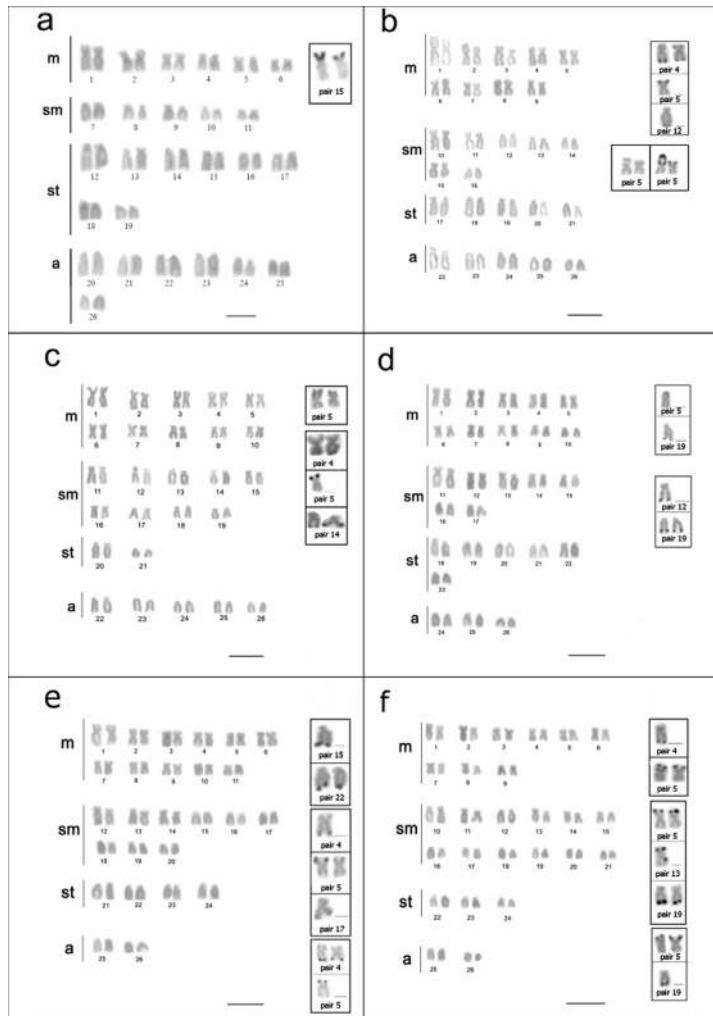 a
m
1 2 3 4 5 6
pair 15
sm
7 8 9 10 11
st
12 13 14 15 16 17
18 19
a
20 21 22 23 24 25
26
b
m
1 2 3 4 5
6 7 8 9
pair 4
pair 5
pair 12
sm
10 11 12 13 14
15 16
pair 5 pair 5
st
17 18 19 20 21
a
22 23 24 25 26
c
m
1 2 3 4 5
6 7 8 9 10
pair 5
pair 4
pair 5
pair 14
sm
11 12 13 14 15
16 17 18 19
st
20 21
a
22 23 24 25 26
d
m
1 2 3 4 5
6 7 8 9 10
pair 5
pair 19
sm
11 12 13 14 15
16 17
pair 12
pair 19
st
18 19 20 21 22
23
a
24 25 26
e
m
1 2 3 4 5 6
7 8 9 10 11
pair 15
pair 22
sm
12 13 14 15 16 17
18 19 20
pair 4
pair 5
pair 17
st
21 22 23 24
a
25 26
pair 4
pair 5
f
m
1 2 3 4 5 6
7 8 9
pair 4
pair 5
sm
10 11 12 13 14 15
16 17 18 19 20 21
pair 5
pair 13
pair 19
st
22 23 24
a
25 26
pair 5
pair 19